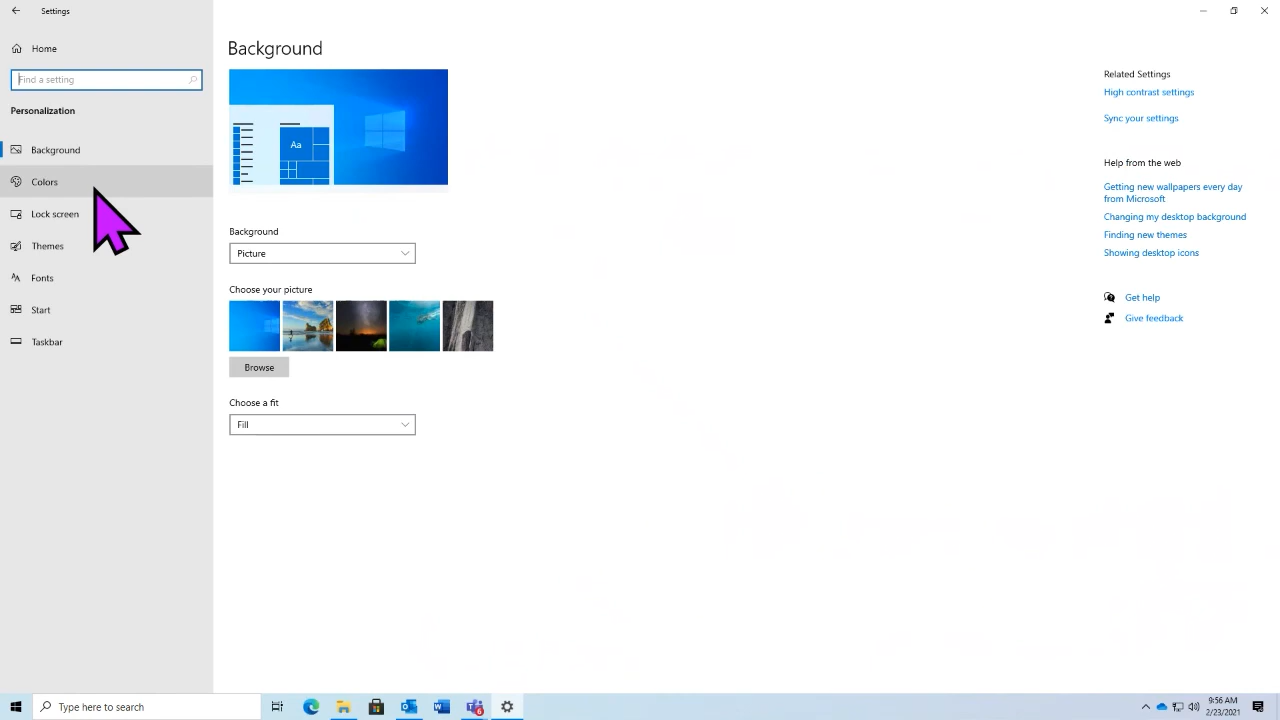 Settings
Home
Find a setting
Personalization
Background
Colors
Lock screen
Themes
Fonts
Start
Taskbar
Background
Aa
Background
Picture
Choose your picture
Browse
Choose a fit
Fill
Related Settings
High contrast settings
Sync your settings
Help from the web
Getting new wallpapers every day
from Microsoft
Changing my desktop background
Finding new themes
Showing desktop icons
Get help
Give feedback
Type here to search
6
9:56 AM
2/23/2021